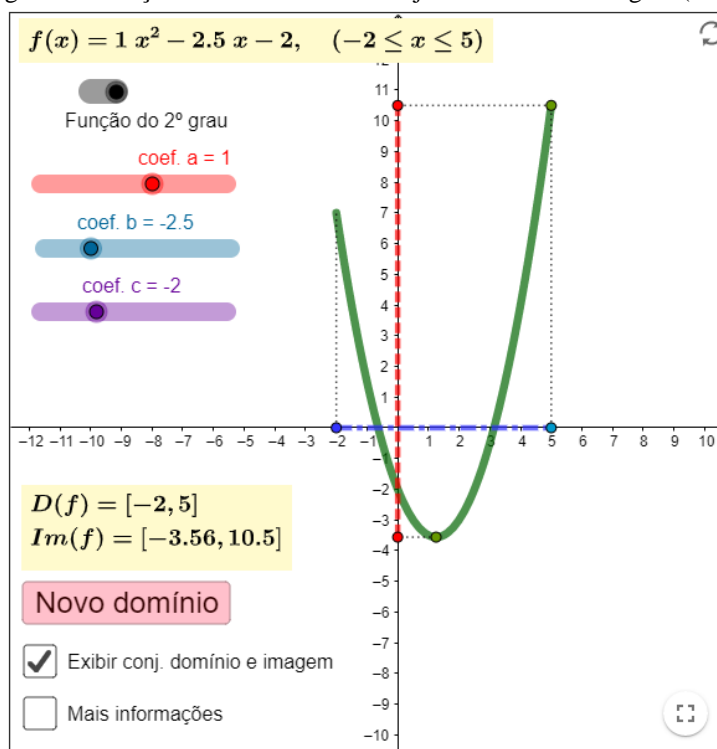 f(x) = 1 x² − 2.5 x − 2, (−2 ≤ x ≤ 5)
Função do 2º grau
coef. a = 1
coef. b = -2.5
coef. c = -2
11
10
9
8
7
6
5
4
3
2
1
−12 −11 −10 −9 −8 −7 −6 −5 −4 −3 −2 −1 1 2 3 4 5 6 7 8 9 10
−1
−2
−3
−4
−5
−6
−7
−8
−9
−10
D(f) = [−2, 5]
Im(f) = [−3.56, 10.5]
Novo domínio
Exibir conj. domínio e imagem
Mais informações